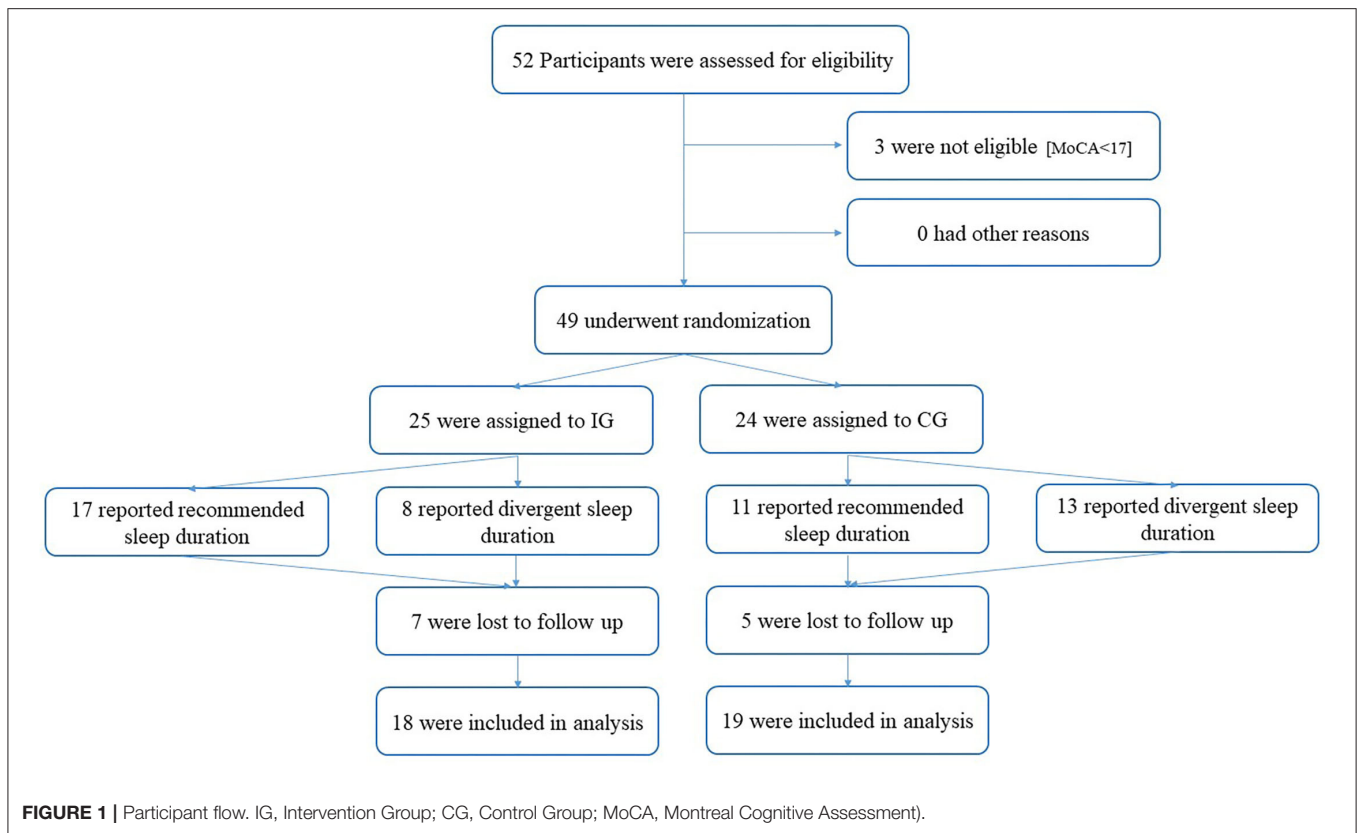 52 Participants were assessed for eligibility
3 were not eligible [MoCA<17]
0 had other reasons
49 underwent randomization
25 were assigned to IG
24 were assigned to CG
17 reported recommended
sleep duration
8 reported divergent sleep
duration
11 reported recommended
sleep duration
13 reported divergent sleep
duration
7 were lost to follow up
5 were lost to follow up
18 were included in analysis
19 were included in analysis
FIGURE 1 | Participant flow. IG, Intervention Group; CG, Control Group; MoCA, Montreal Cognitive Assessment).